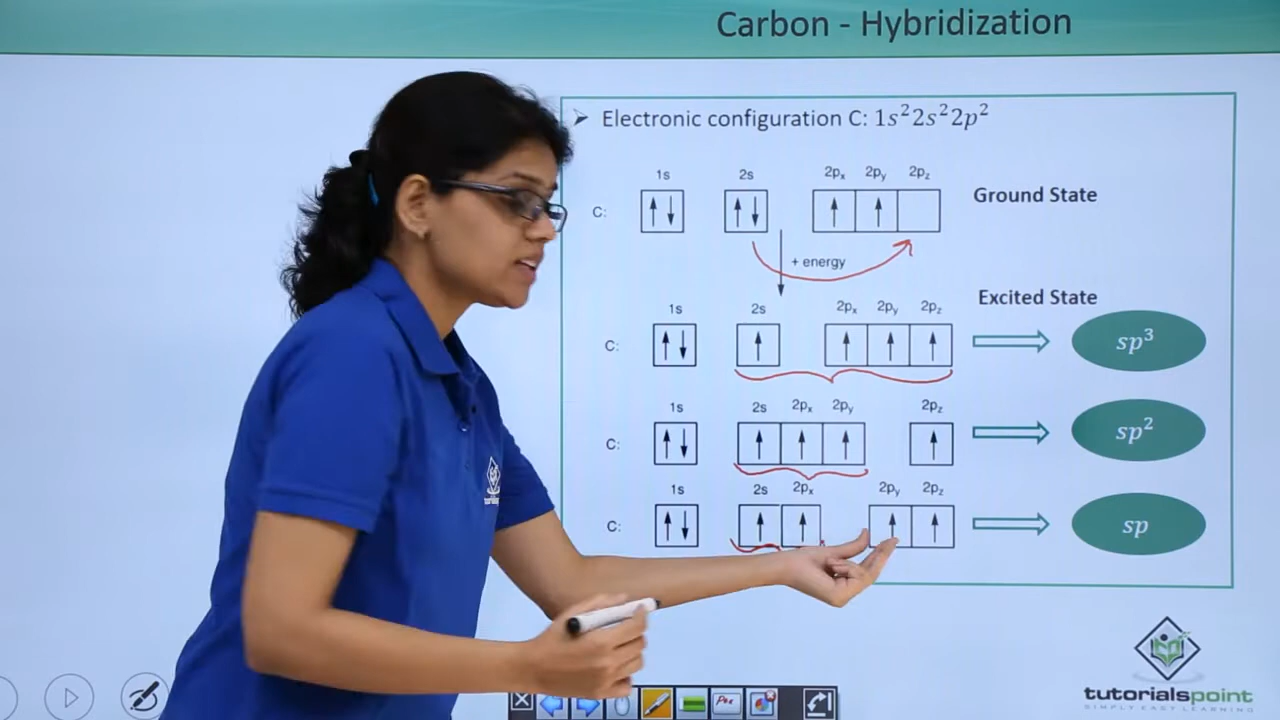 Carbon - Hybridization
➤ Electronic configuration C: 1s²2s²2p²
1s 2s 2pₓ 2pᵧ 2p_z
C: ↑↓ ↑↓ ↑ ↑ Ground State
+ energy
Excited State
1s 2s 2pₓ 2pᵧ 2p_z
C: ↑↓ ↑ ↑ ↑ ↑ sp³
1s 2s 2pₓ 2pᵧ 2p_z
C: ↑↓ ↑ ↑ ↑ ↑ sp²
1s 2s 2pₓ 2pᵧ 2p_z
C: ↑↓ ↑ ↑ ↑ ↑ sp
tutorialspoint
SIMPLY EASY LEARNING